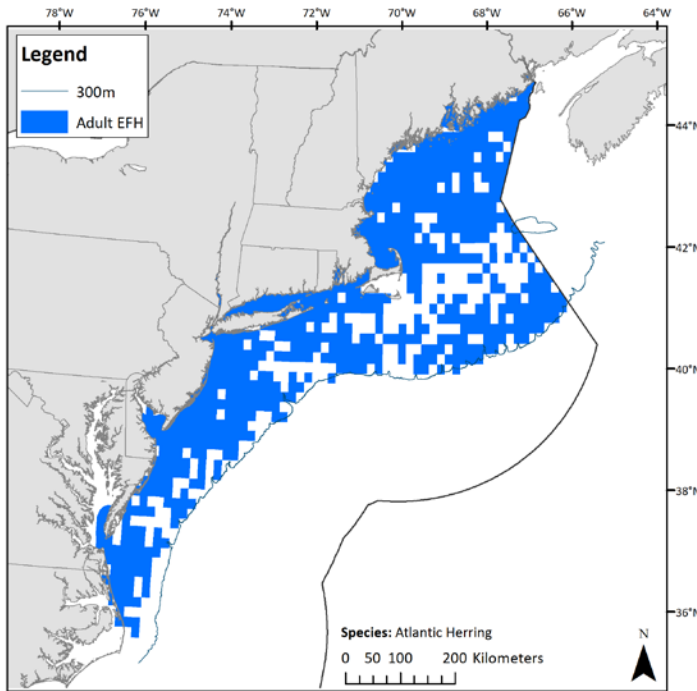 78°W 76°W 74°W 72°W 70°W 68°W 66°W 64°W
Legend
300m
Adult EFH
44°N
42°N
40°N
38°N
36°N
Species: Atlantic Herring
0 50 100 200 Kilometers
N